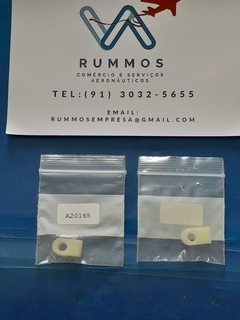 RUMMOS
COMÉRCIO E SERVIÇOS
AERONÁUTICOS
TEL:(91) 3032-5655
EMAIL:
RUMMOSEMPRESA@GMAIL.COM
A20165